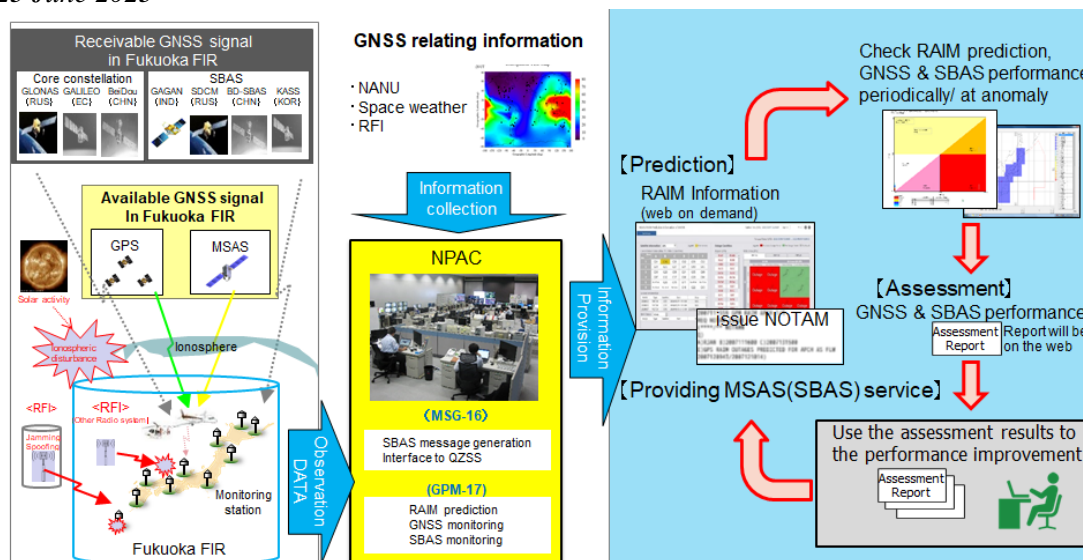 23 June 2023
Receivable GNSS signal
in Fukuoka FIR
Core constellation
SBAS
GLONAS GALILEO BeiDou
{RUS} {EC} {CHN}
GAGAN SDCM BD-SBAS KASS
{IND} {RUS} {CHN} {KOR}
Available GNSS signal
In Fukuoka FIR
GPS
MSAS
Solar activity
Ionospheric
disturbance
Ionosphere
<RFI>
Jamming
Spoofing
<RFI>
Other Radio system
Monitoring
station
Fukuoka FIR
Observation
DATA
GNSS relating information
・NANU
・Space weather
・RFI
Information
collection
NPAC
(MSG-16)
SBAS message generation
Interface to QZSS
(GPM-17)
RAIM prediction
GNSS monitoring
SBAS monitoring
Information
Provision
【Prediction】
RAIM Information
(web on demand)
issue NOTAM
Check RAIM prediction,
GNSS & SBAS performance
periodically/ at anomaly
【Assessment】
GNSS & SBAS performance
Assessment
Report
Report will be
on the web
【Providing MSAS(SBAS) service】
Use the assessment results to
the performance improvement
Assessment
Report